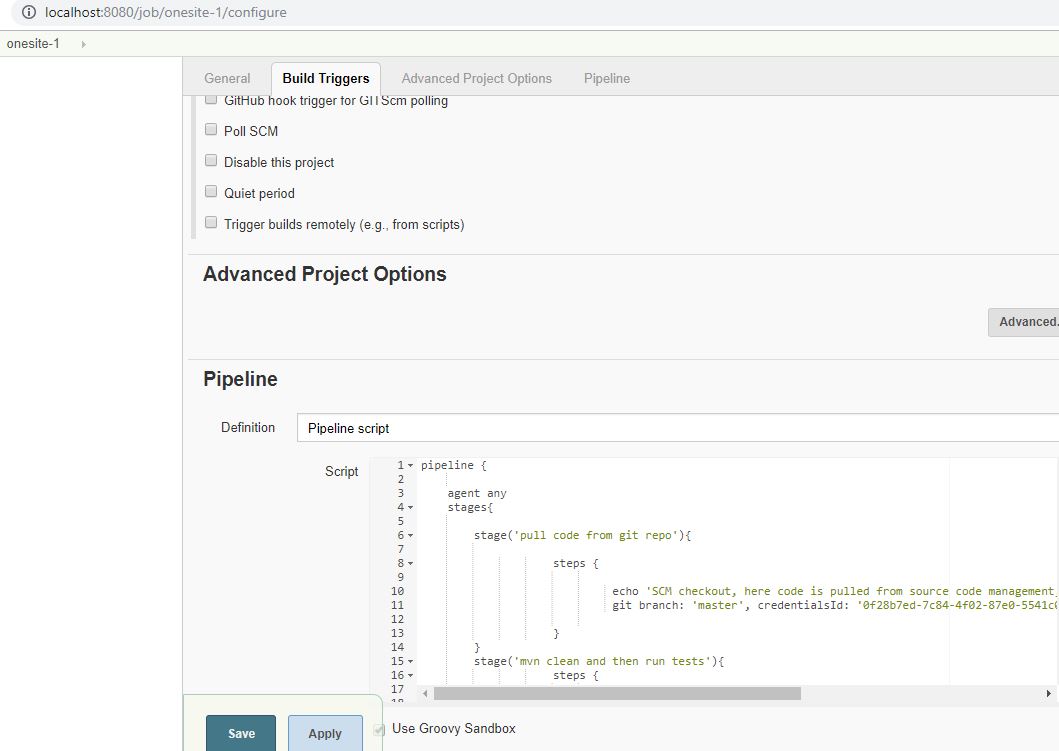 localhost:8080/job/onesite-1/configure
onesite-1
General Build Triggers Advanced Project Options Pipeline
GitHub hook trigger for GITScm polling
Poll SCM
Disable this project
Quiet period
Trigger builds remotely (e.g., from scripts)
Advanced Project Options
Advanced.
Pipeline
Definition Pipeline script
Script
1 pipeline {
2
3 agent any
4 stages{
5
6 stage('pull code from git repo'){
7
8 steps {
9
10 echo 'SCM checkout, here code is pulled from source code management
11 git branch: 'master', credentialsId: '0f28b7ed-7c84-4f02-87e0-5541c
12
13 }
14 }
15 stage('mvn clean and then run tests'){
16 steps {
17
18
Save Apply Use Groovy Sandbox